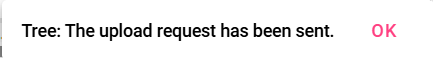 Tree: The upload request has been sent. OK